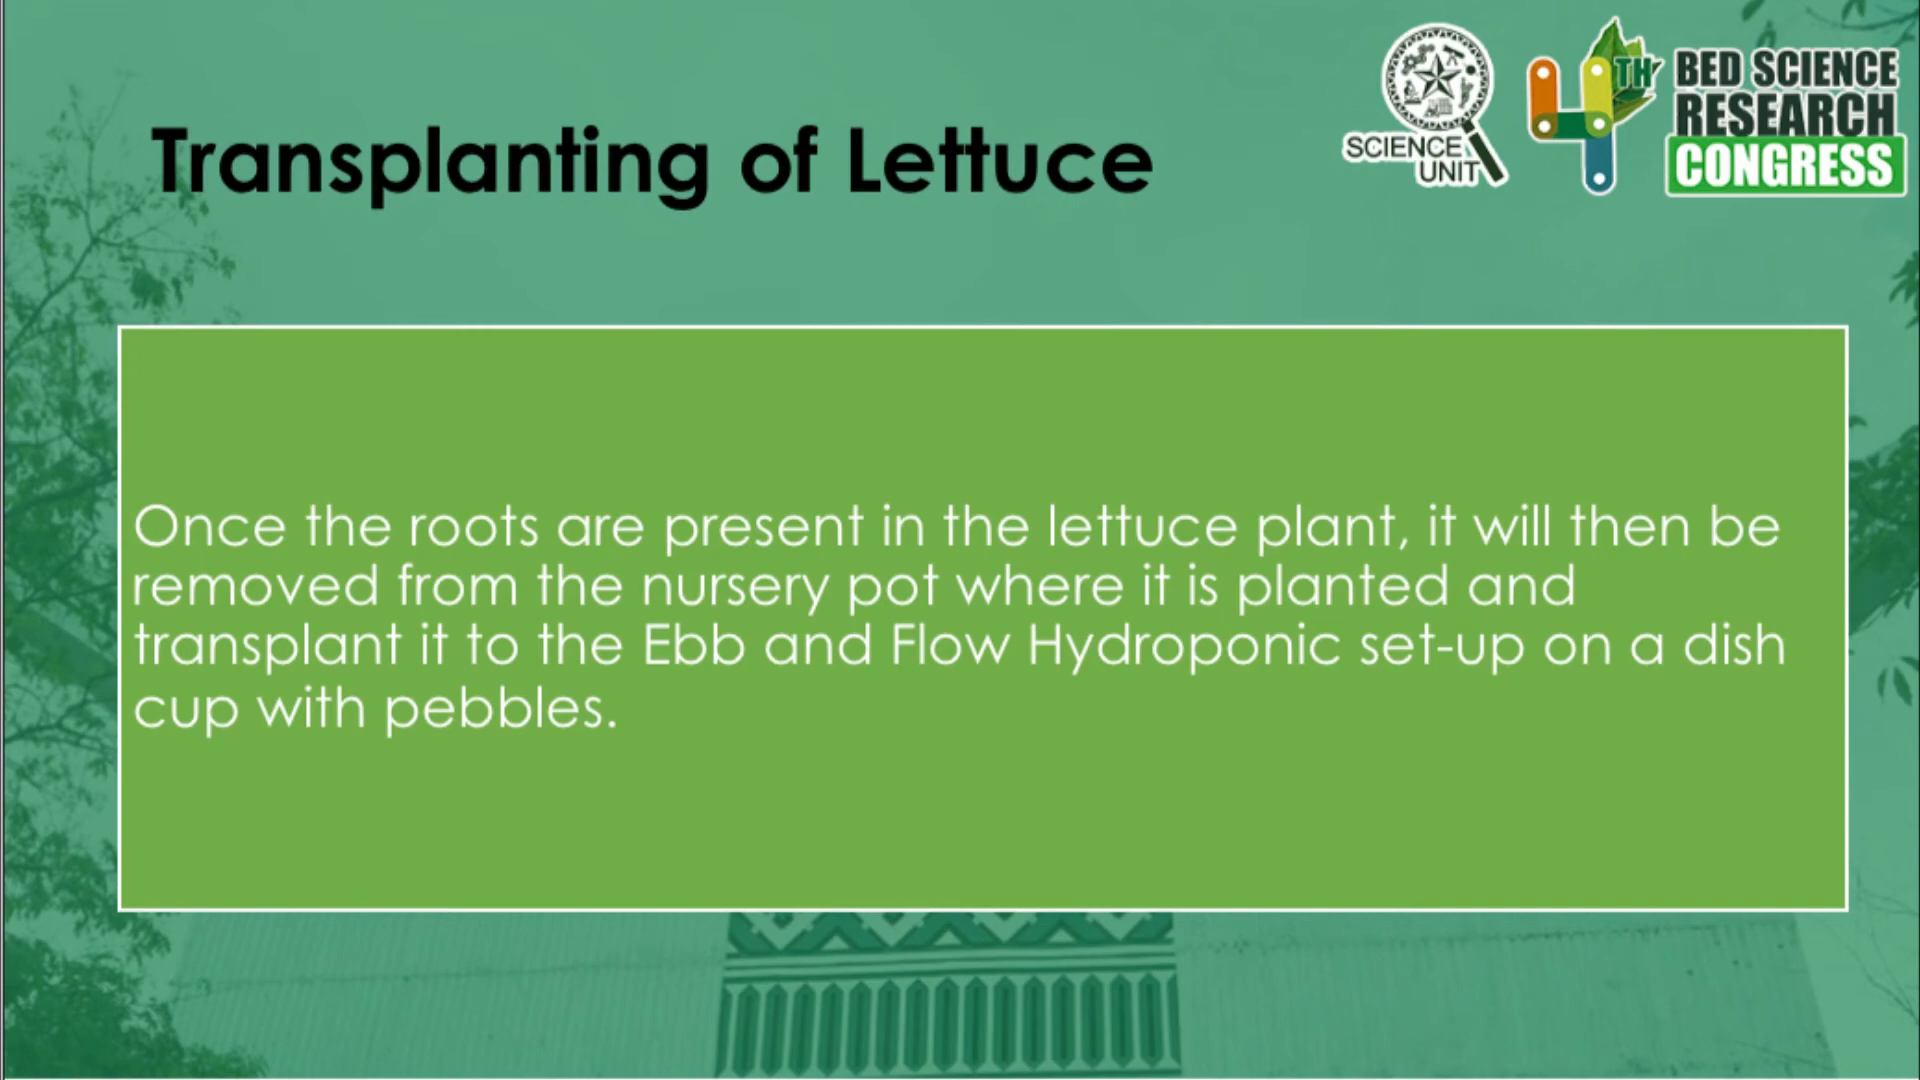 Transplanting of Lettuce
SCIENCE
UNIT
4TH
BED SCIENCE
RESEARCH
CONGRESS
Once the roots are present in the lettuce plant, it will then be
removed from the nursery pot where it is planted and
transplant it to the Ebb and Flow Hydroponic set-up on a dish
cup with pebbles.